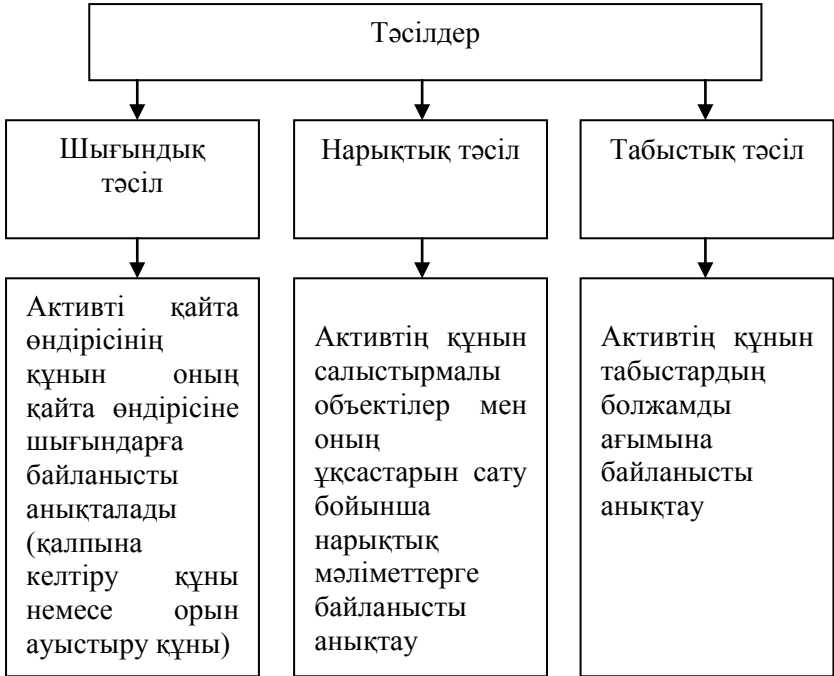 Тәсілдер
Шығындық
тәсіл
Нарықтық тәсіл
Табыстық тәсіл
Активті қайта
өндірісінің
құнын оның
қайта өндірісіне
шығындарға
байланысты
анықталады
(қалпына
келтіру құны
немесе орын
ауыстыру құны)
Активтің құнын
салыстырмалы
объектілер мен
оның
ұқсастарын сату
бойынша
нарықтық
мәліметтерге
байланысты
анықтау
Активтің құнын
табыстардың
болжамды
ағымына
байланысты
анықтау